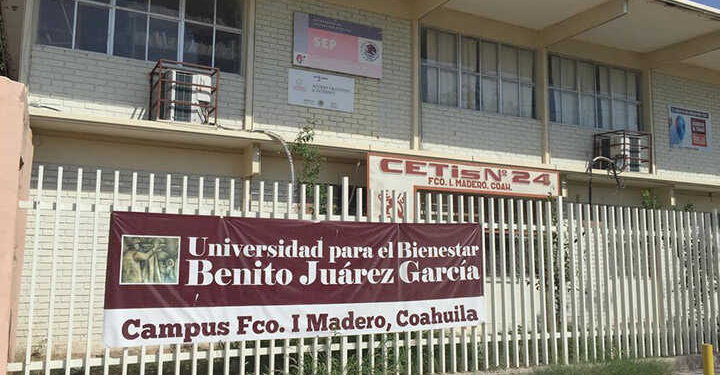 SEP
CETis Nº 24
FCO. I. MADERO, COAH.
Universidad para el Bienestar
Benito Juárez García
Campus Fco. I Madero, Coahuila